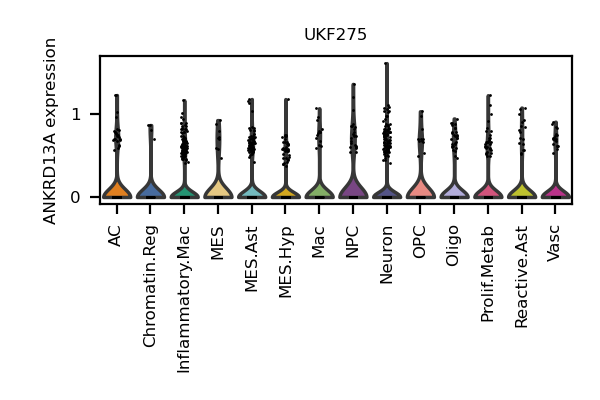 UKF275
ANKRD13A expression
1
0
AC
Chromatin.Reg
Inflammatory.Mac
MES
MES.Ast
MES.Hyp
Mac
NPC
Neuron
OPC
Oligo
Prolif.Metab
Reactive.Ast
Vasc